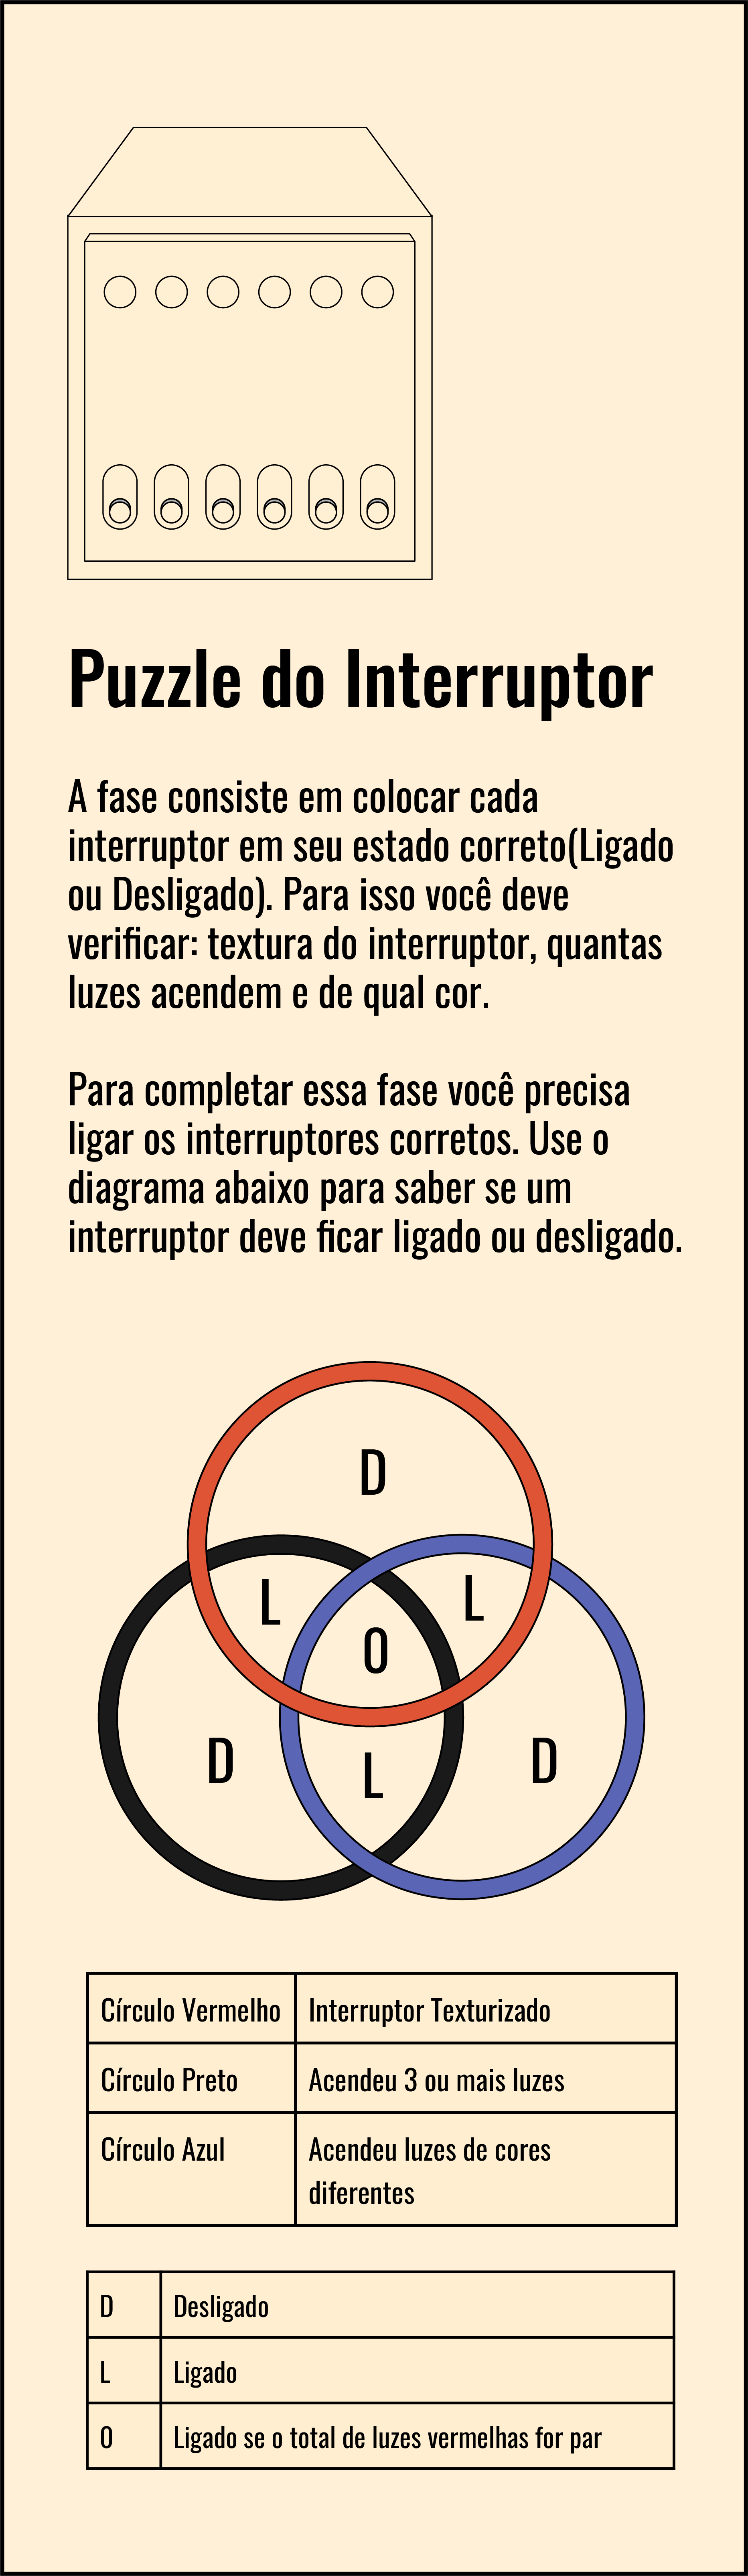 Puzzle do Interruptor
A fase consiste em colocar cada
interruptor em seu estado correto(Ligado
ou Desligado). Para isso você deve
verificar: textura do interruptor, quantas
luzes acendem e de qual cor.
Para completar essa fase você precisa
ligar os interruptores corretos. Use o
diagrama abaixo para saber se um
interruptor deve ficar ligado ou desligado.
D
L
L
O
D
L
D
Círculo Vermelho Interruptor Texturizado
Círculo Preto Acendeu 3 ou mais luzes
Círculo Azul Acendeu luzes de cores
diferentes
D Desligado
L Ligado
O Ligado se o total de luzes vermelhas for par